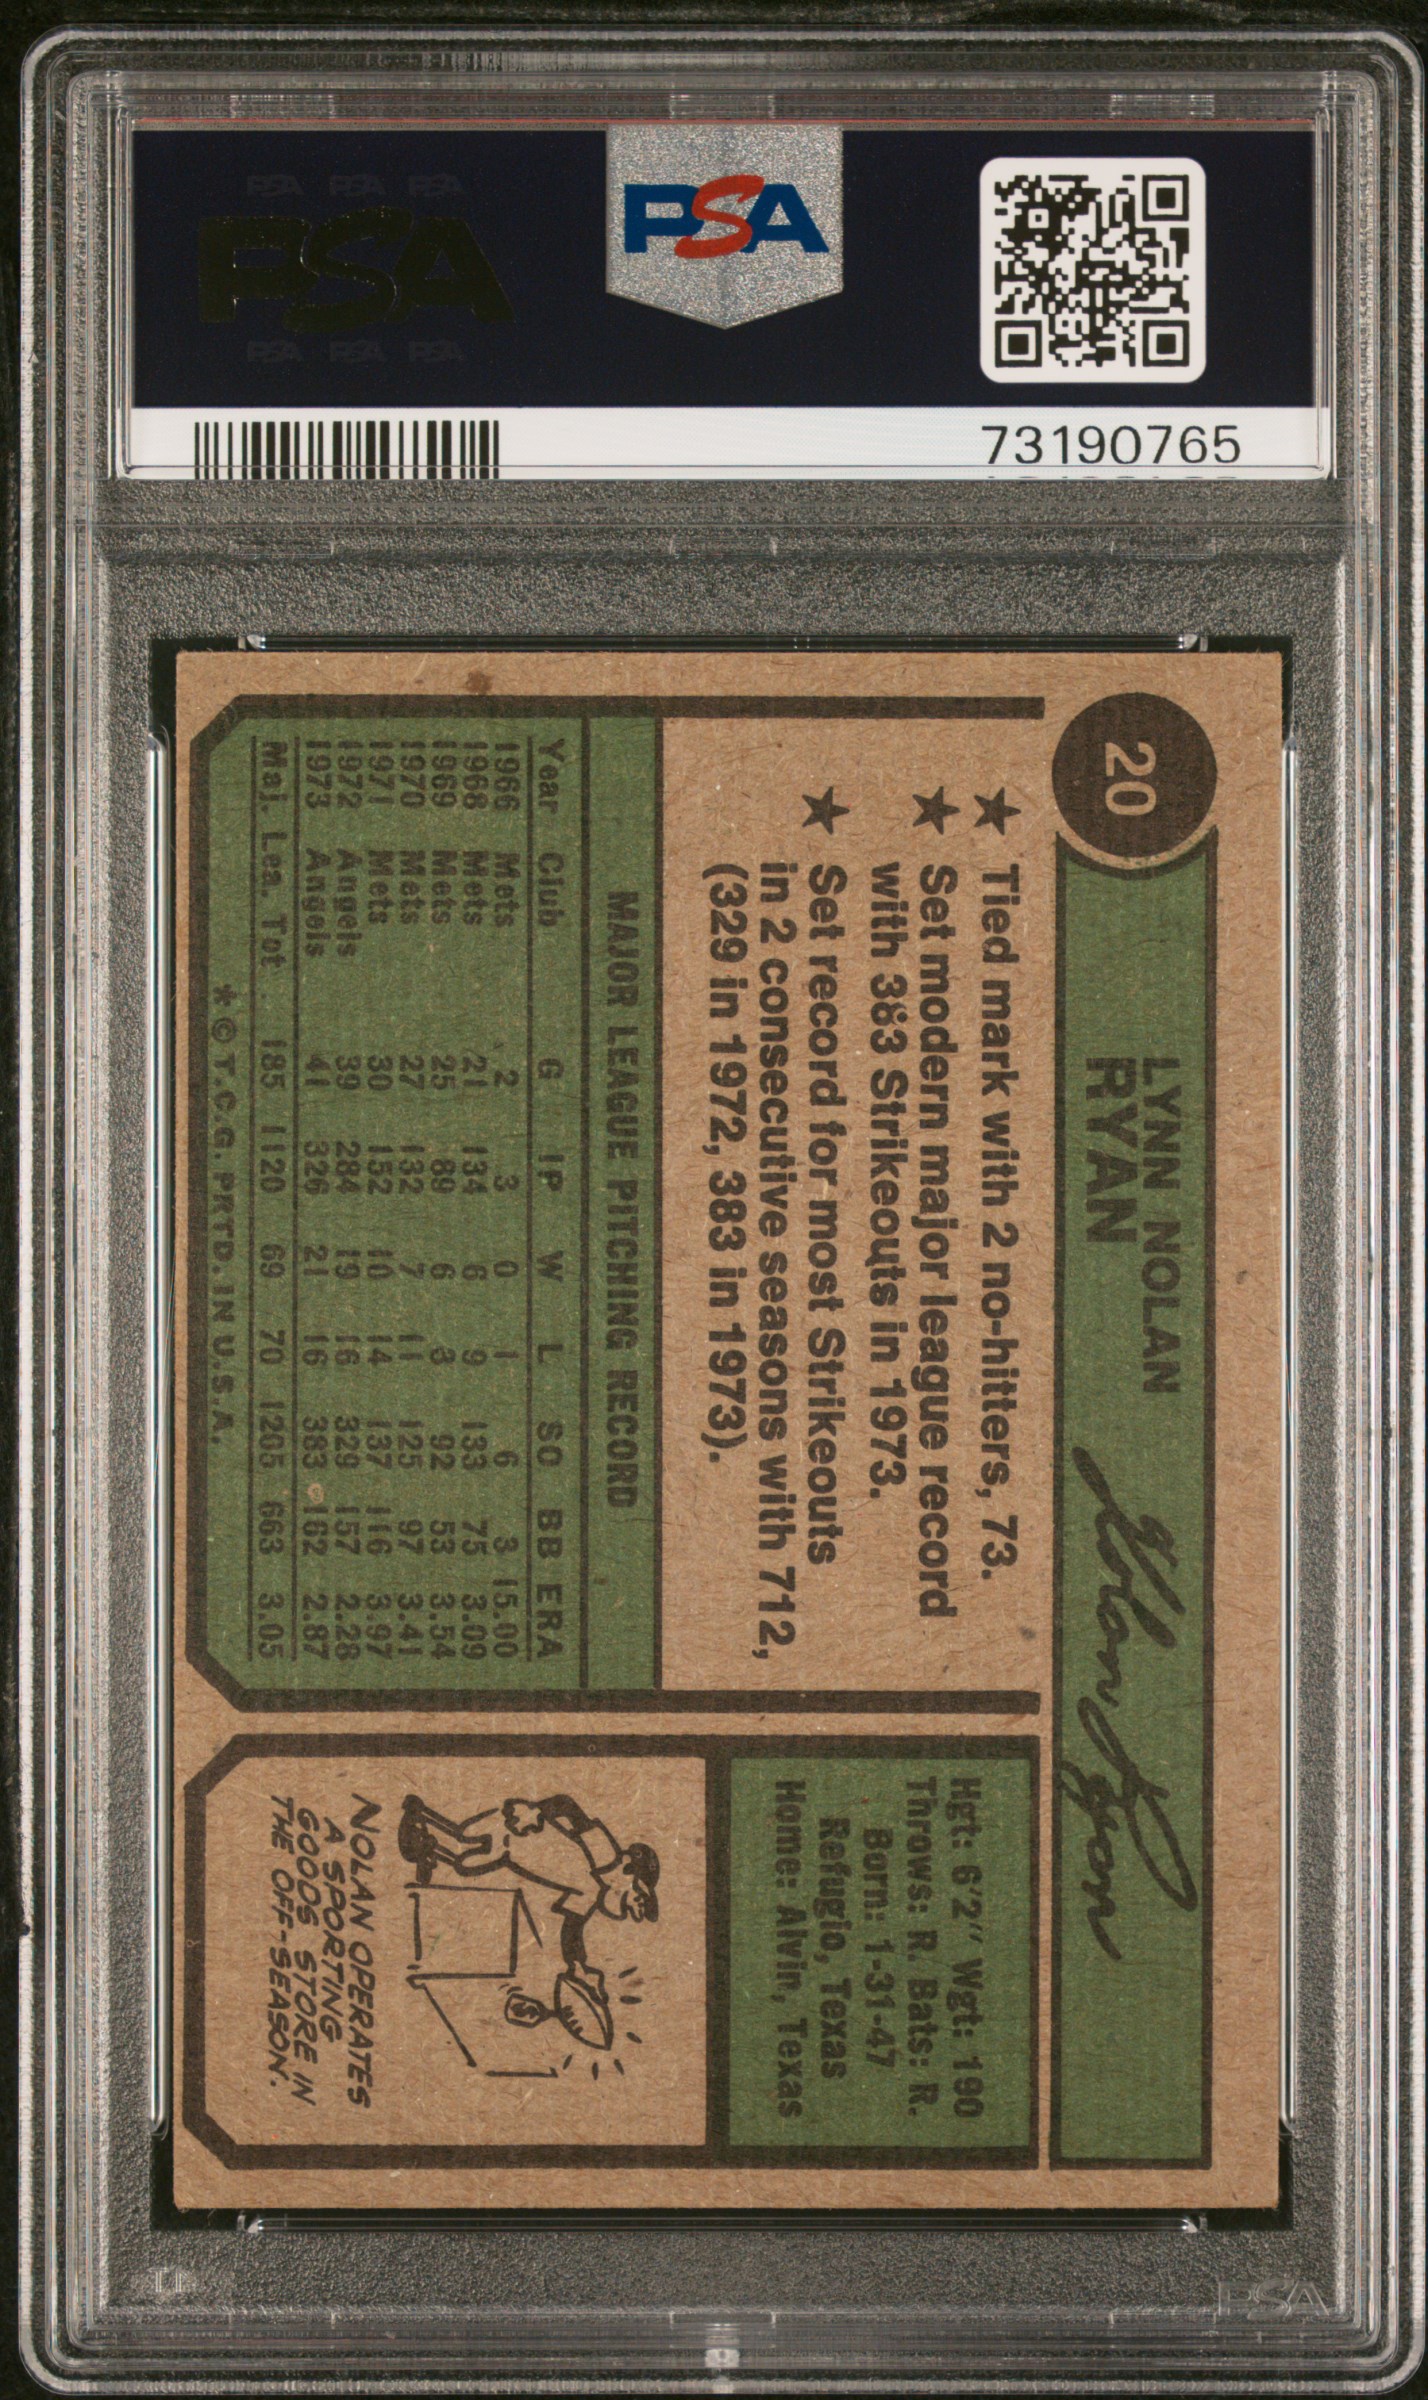 PSA PSA PSA
PSA
PSA PSA PSA
PSA
73190765
20
LYNN NOLAN
RYAN
Nolan Ryan
★ Tied mark with 2 no-hitters, 73.
★ Set modern major league record
with 383 Strikeouts in 1973.
★ Set record for most Strikeouts
in 2 consecutive seasons with 712,
(329 in 1972, 383 in 1973).
MAJOR LEAGUE PITCHING RECORD
Year Club G IP W L SO BB ERA
1966 Mets 2 3 0 1 6 3 15.00
1968 Mets 21 134 6 9 133 75 3.09
1969 Mets 25 89 6 3 92 53 3.54
1970 Mets 27 132 7 11 125 97 3.41
1971 Mets 30 152 10 14 137 116 3.97
1972 Angels 39 284 19 16 329 157 2.28
1973 Angels 41 326 21 16 383 162 2.87
Maj. Lea. Tot. 185 1120 69 70 1205 663 3.05
* © T.C.G. PRTD. IN U.S.A.
Hgt: 6'2" Wgt: 190
Throws: R. Bats: R.
Born: 1-31-47
Refugio, Texas
Home: Alvin, Texas
$
NOLAN OPERATES
A SPORTING
GOODS STORE IN
THE OFF-SEASON.
PSA